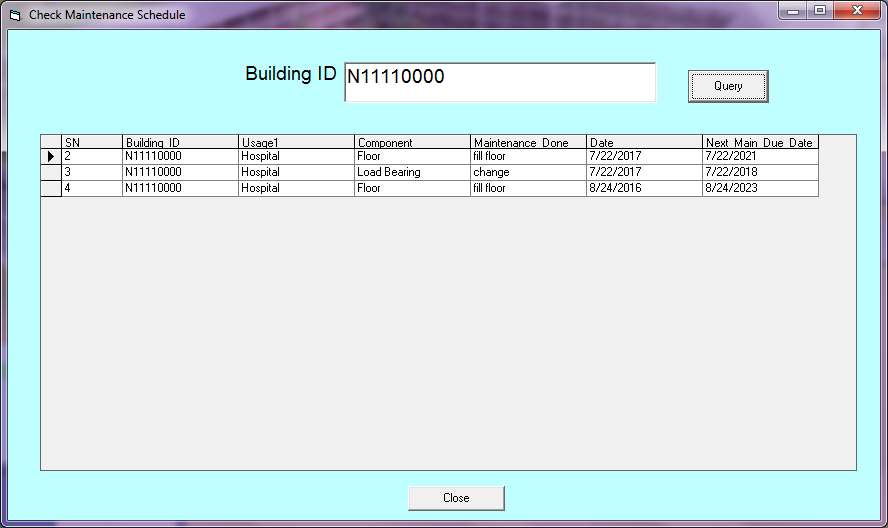 Check Maintenance Schedule
Building ID N11110000 Query
SN Building_ID Usage1 Component Maintenance_Done Date Next_Main_Due_Date
2 N11110000 Hospital Floor fill floor 7/22/2017 7/22/2021
3 N11110000 Hospital Load Bearing change 7/22/2017 7/22/2018
4 N11110000 Hospital Floor fill floor 8/24/2016 8/24/2023
Close